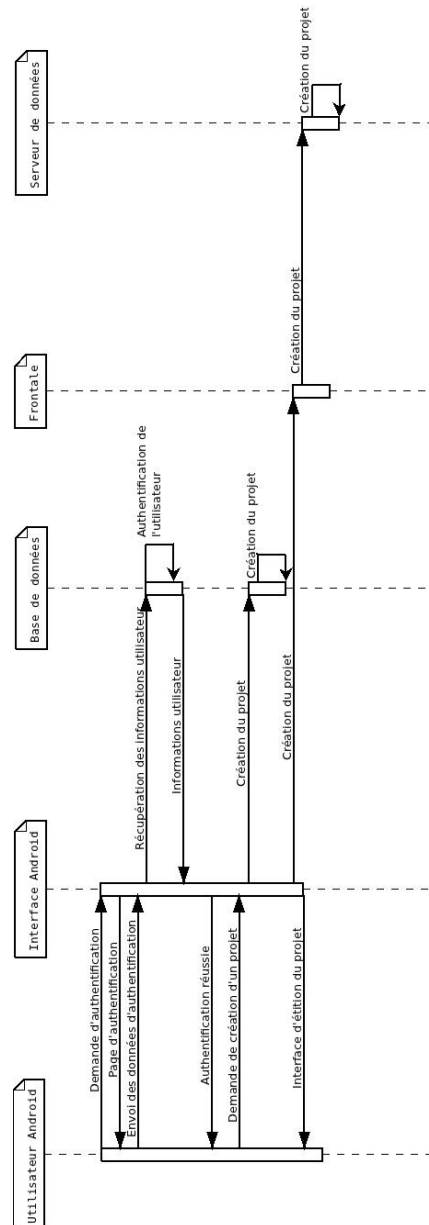 Utilisateur Android
Interface Android
Base de données
Frontale
Serveur de données
Demande d'authentification
Page d'authentification
Envoi des données d'authentification
Récupération des informations utilisateur
Authentification de
l'utilisateur
Informations utilisateur
Authentification réussie
Demande de création d'un projet
Création du projet
Création du projet
Création du projet
Création du projet
Création du projet
Interface d'étition du projet